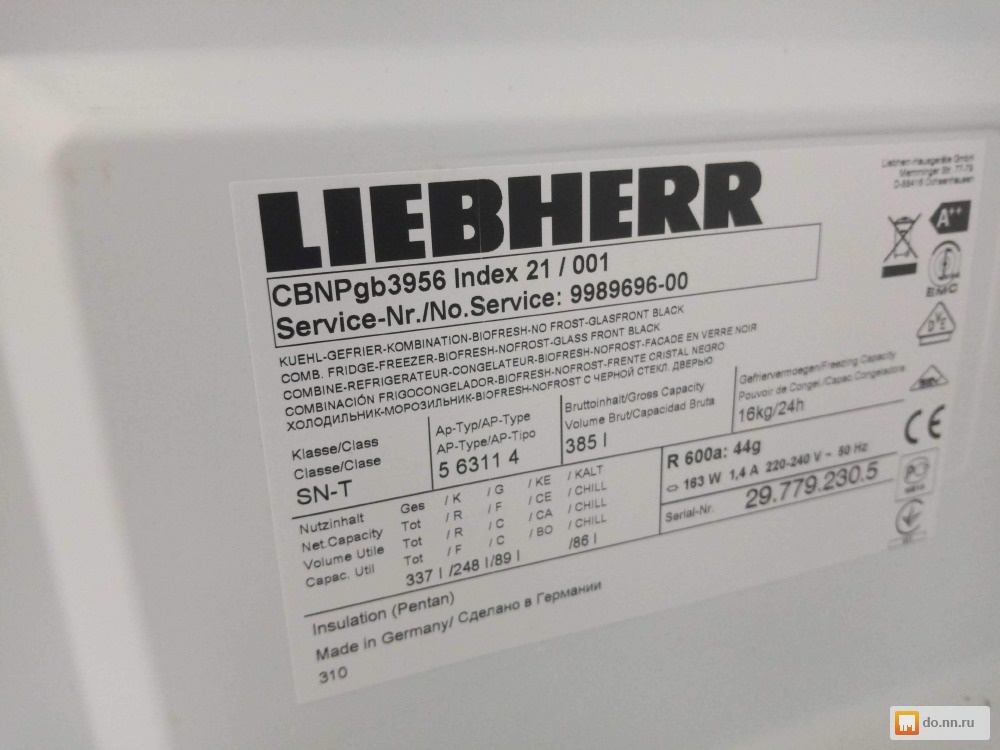 LIEBHERR
Liebherr-Hausgeräte GmbH
Memminger Str. 77-79
D-88416 Ochsenhausen
A++
CBNPgb3956 Index 21 / 001
Service-Nr./No.Service: 9989696-00
EMC
KUEHL-GEFRIER-KOMBINATION-BIOFRESH-NO FROST-GLASFRONT BLACK
COMB. FRIDGE-FREEZER-BIOFRESH-NOFROST-GLASS FRONT BLACK
COMBINE-REFRIGERATEUR-CONGELATEUR-BIOFRESH-NOFROST-FACADE EN VERRE NOIR
COMBINACIÓN FRIGOCONGELADOR-BIOFRESH-NOFROST-FRENTE CRISTAL NEGRO
ХОЛОДИЛЬНИК-МОРОЗИЛЬНИК-BIOFRESH-NOFROST С ЧЕРНОЙ СТЕКЛ. ДВЕРЬЮ
Klasse/Class
Classe/Clase
SN-T
Ap-Typ/AP-Type
AP-Type/AP-Tipo
5 6311 4
Bruttoinhalt/Gross Capacity
Volume Brut/Capacidad Bruta
385 l
Gefriervermoegen/Freezing Capacity
Pouvoir de Congel./Capac.Congeladora
16kg/24h
Nutzinhalt Ges / K / G / KE / KALT
Net.Capacity Tot / R / F / CE / CHILL
Volume Utile Tot / R / C / CA / CHILL
Capac. Util Tot / F / C / BO / CHILL
337 l /248 l/89 l /86 l
R 600a: 44g
163 W 1,4 A 220-240 V ~ 50 Hz
Serial-Nr. 29.779.230.5
CE
Insulation (Pentan)
Made in Germany/ Сделано в Германии
310
do.nn.ru